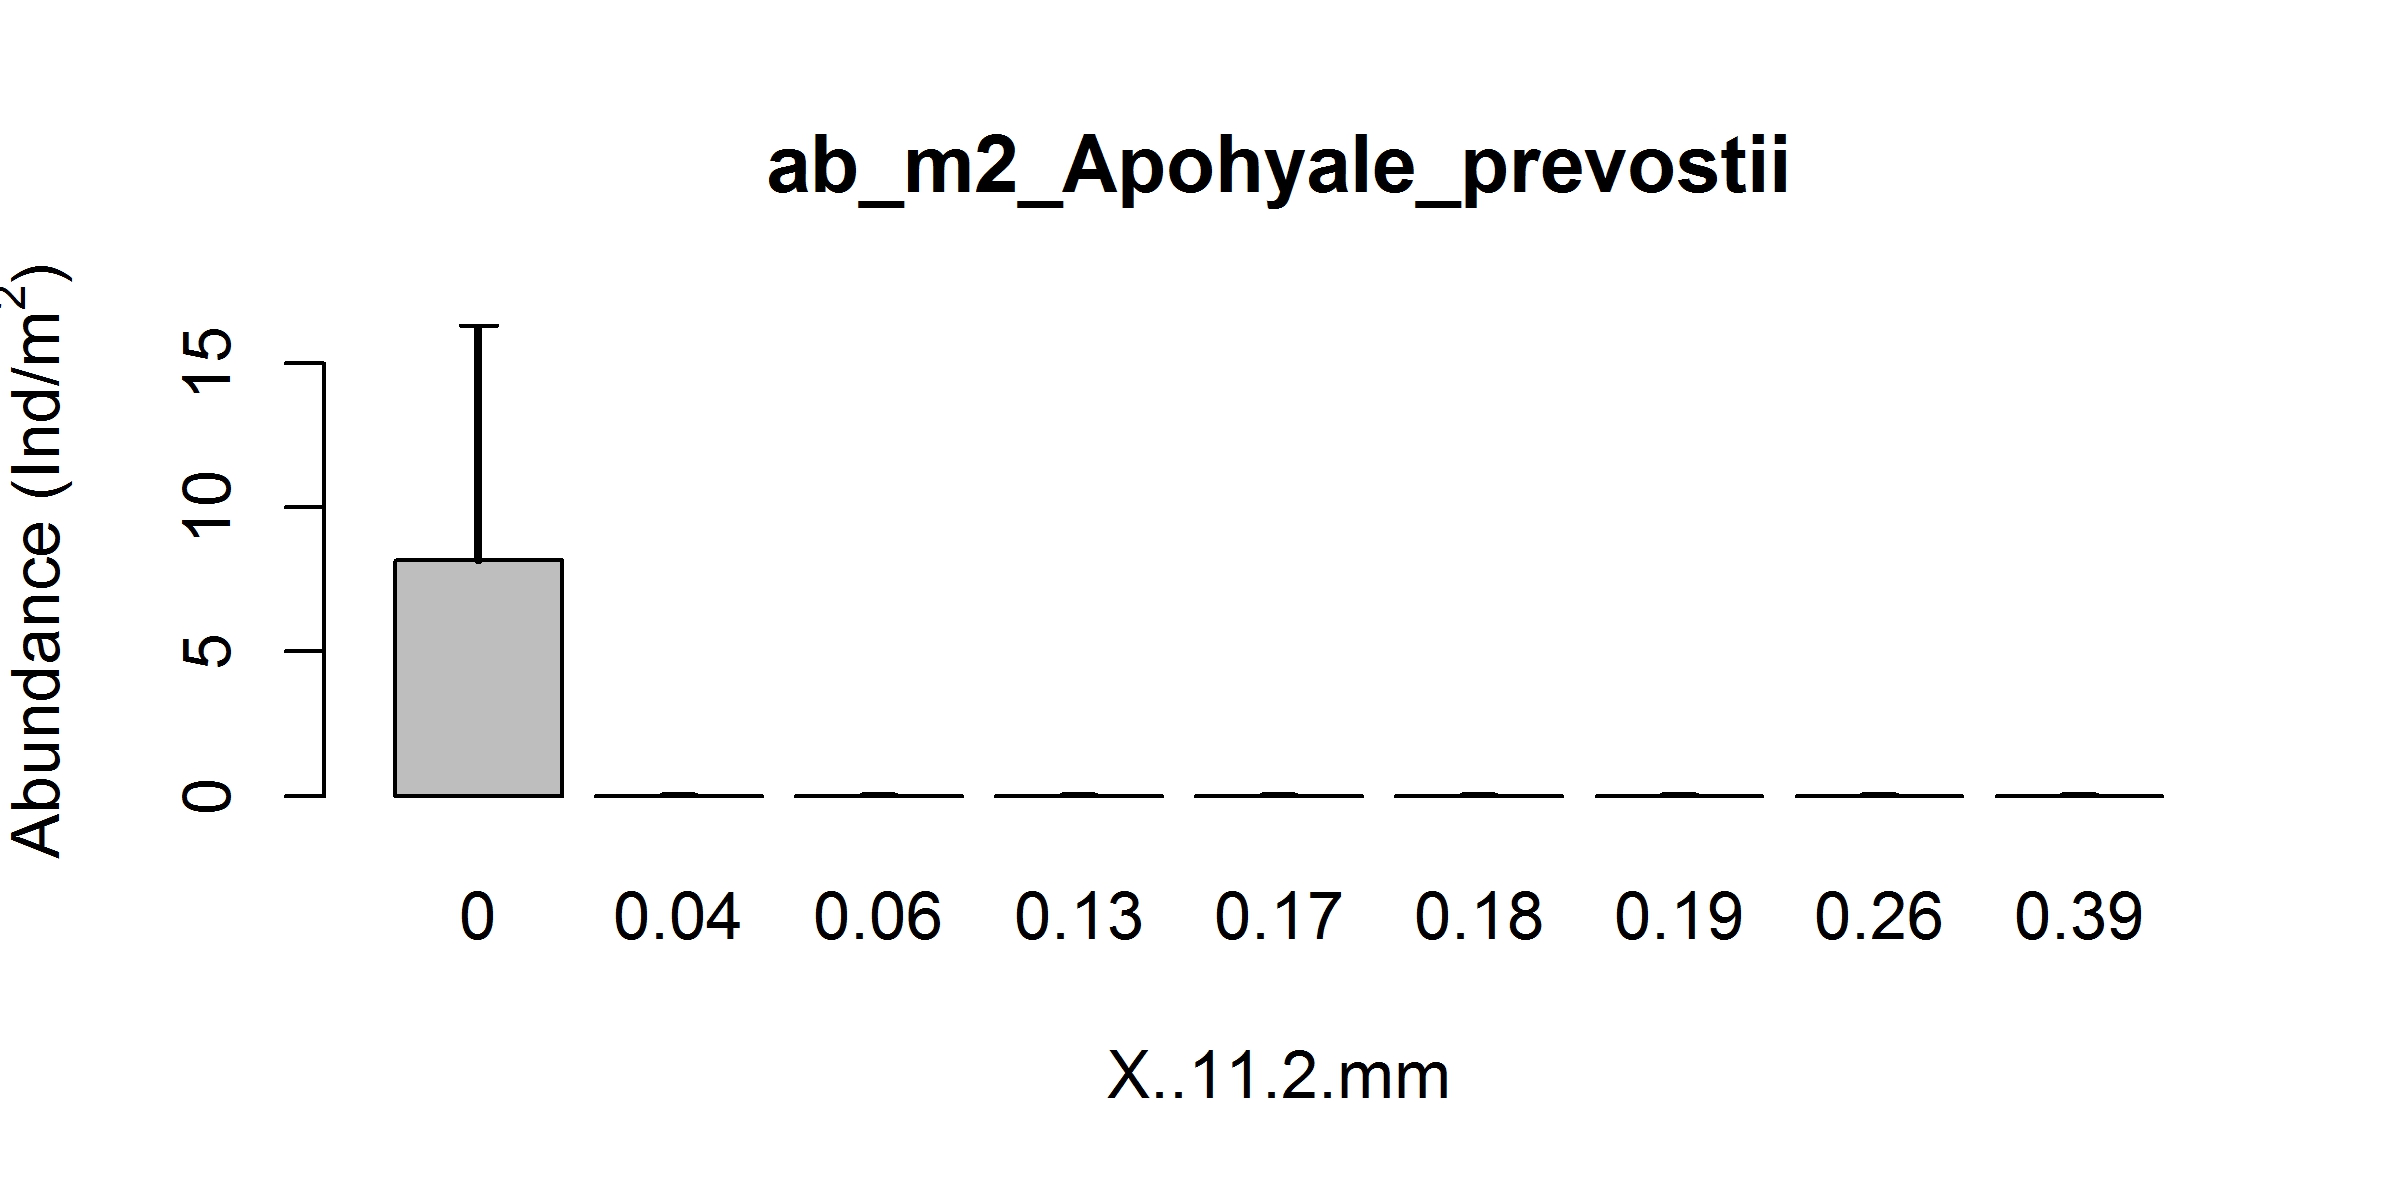 ab_m2_Apohyale_prevostii
Abundance (Ind/m²)
15
10
5
0
0 0.04 0.06 0.13 0.17 0.18 0.19 0.26 0.39
X..11.2.mm